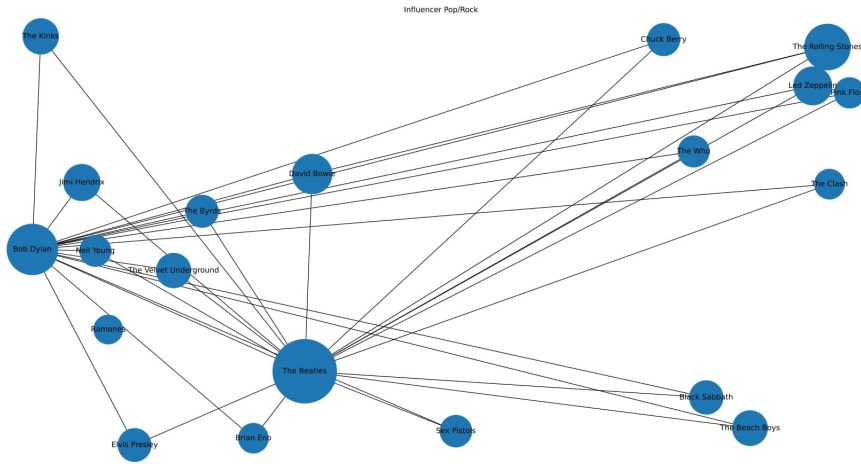 Influencer Pop/Rock
The Kinks
Chuck Berry
The Rolling Stones
Led Zeppelin
Pink Floy
The Who
David Bowie
Jimi Hendrix
The Clash
The Byrds
Bob Dylan
Neil Young
The Velvet Underground
Ramones
The Beatles
Black Sabbath
The Beach Boys
Sex Pistols
Brian Eno
Elvis Presley